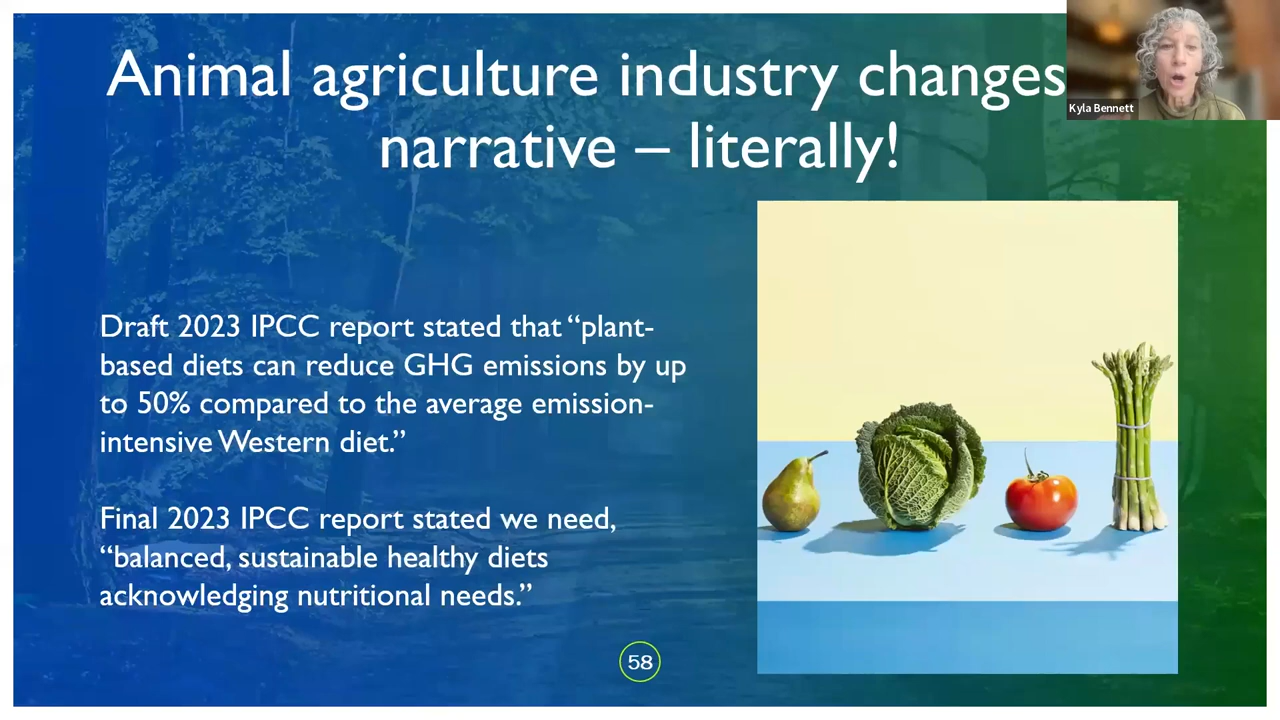 Animal agriculture industry changes
narrative – literally!
Kyla Bennett
Draft 2023 IPCC report stated that “plant-
based diets can reduce GHG emissions by up
to 50% compared to the average emission-
intensive Western diet.”
Final 2023 IPCC report stated we need,
“balanced, sustainable healthy diets
acknowledging nutritional needs.”
58